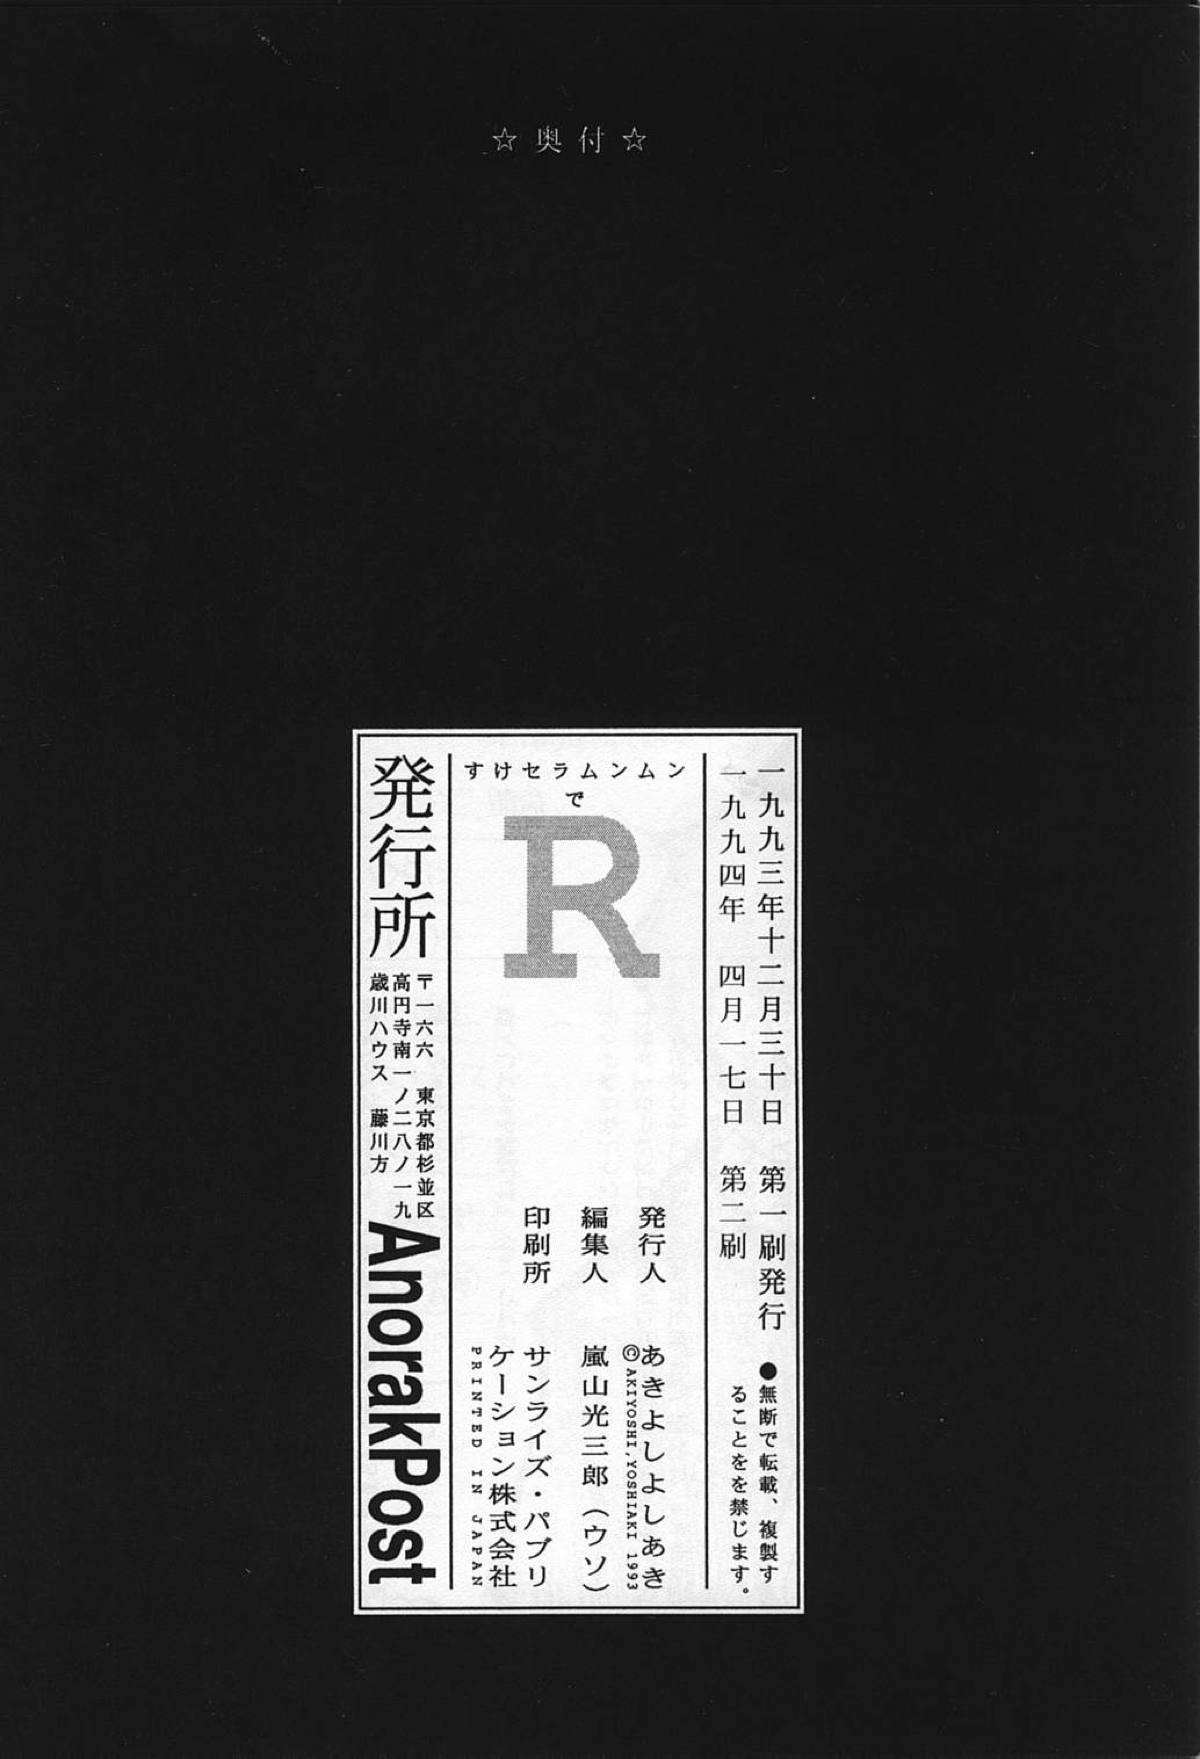 ☆奥付☆
一九九三年十二月三十日　第一刷発行
一九九四年　四月一七日　第二刷
●無断で転載、複製す
ることをを禁じます。
すけセラムンムン
で
R
発行人　あきよしよしあき
©AKIYOSHI,YOSHIAKI 1993
編集人　嵐山光三郎（ウソ）
印刷所　サンライズ・パブリ
ケーション株式会社
PRINTED IN JAPAN
発行所
〒一六六　東京都杉並区
高円寺南一ノ二八ノ一九
歳川ハウス　藤川方
AnorakPost